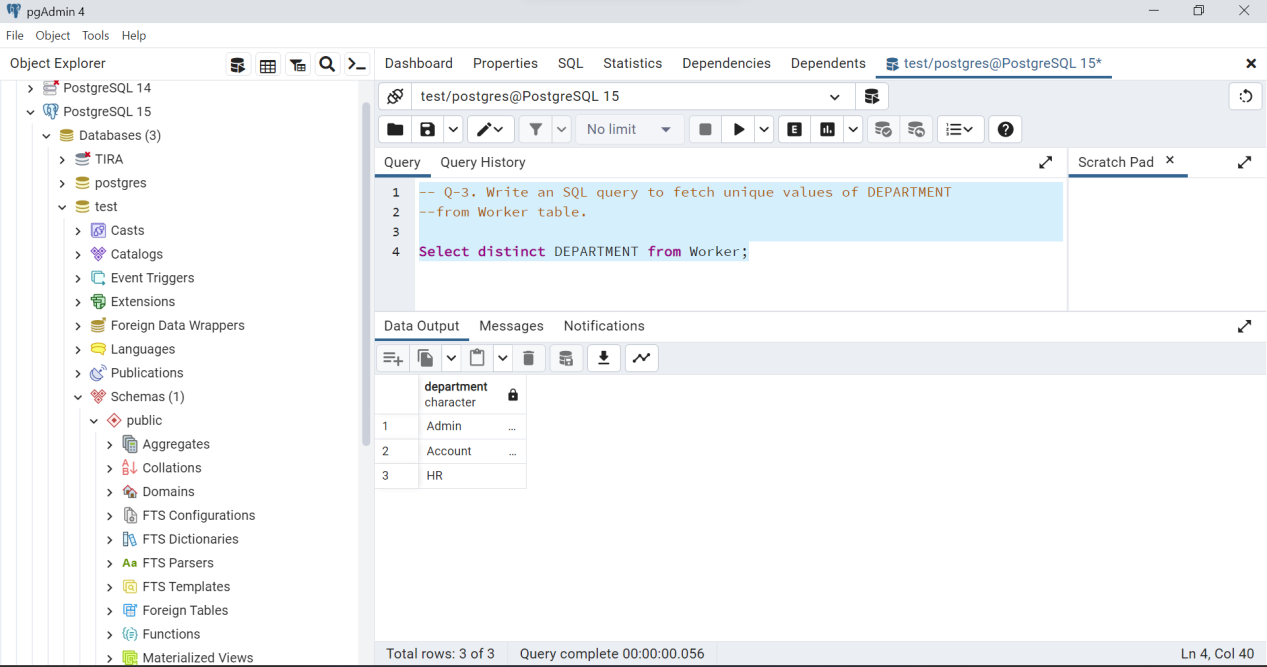 pgAdmin 4
File Object Tools Help
Object Explorer
Dashboard Properties SQL Statistics Dependencies Dependents test/postgres@PostgreSQL 15*
PostgreSQL 14
PostgreSQL 15
Databases (3)
TIRA
postgres
test
Casts
Catalogs
Event Triggers
Extensions
Foreign Data Wrappers
Languages
Publications
Schemas (1)
public
Aggregates
Collations
Domains
FTS Configurations
FTS Dictionaries
Aa FTS Parsers
FTS Templates
Foreign Tables
Functions
Materialized Views
test/postgres@PostgreSQL 15
No limit
E
Query Query History
Scratch Pad
1 -- Q-3. Write an SQL query to fetch unique values of DEPARTMENT
2 --from Worker table.
3
4 Select distinct DEPARTMENT from Worker;
Data Output Messages Notifications
department
character
1 Admin ...
2 Account ...
3 HR
Total rows: 3 of 3 Query complete 00:00:00.056 Ln 4, Col 40